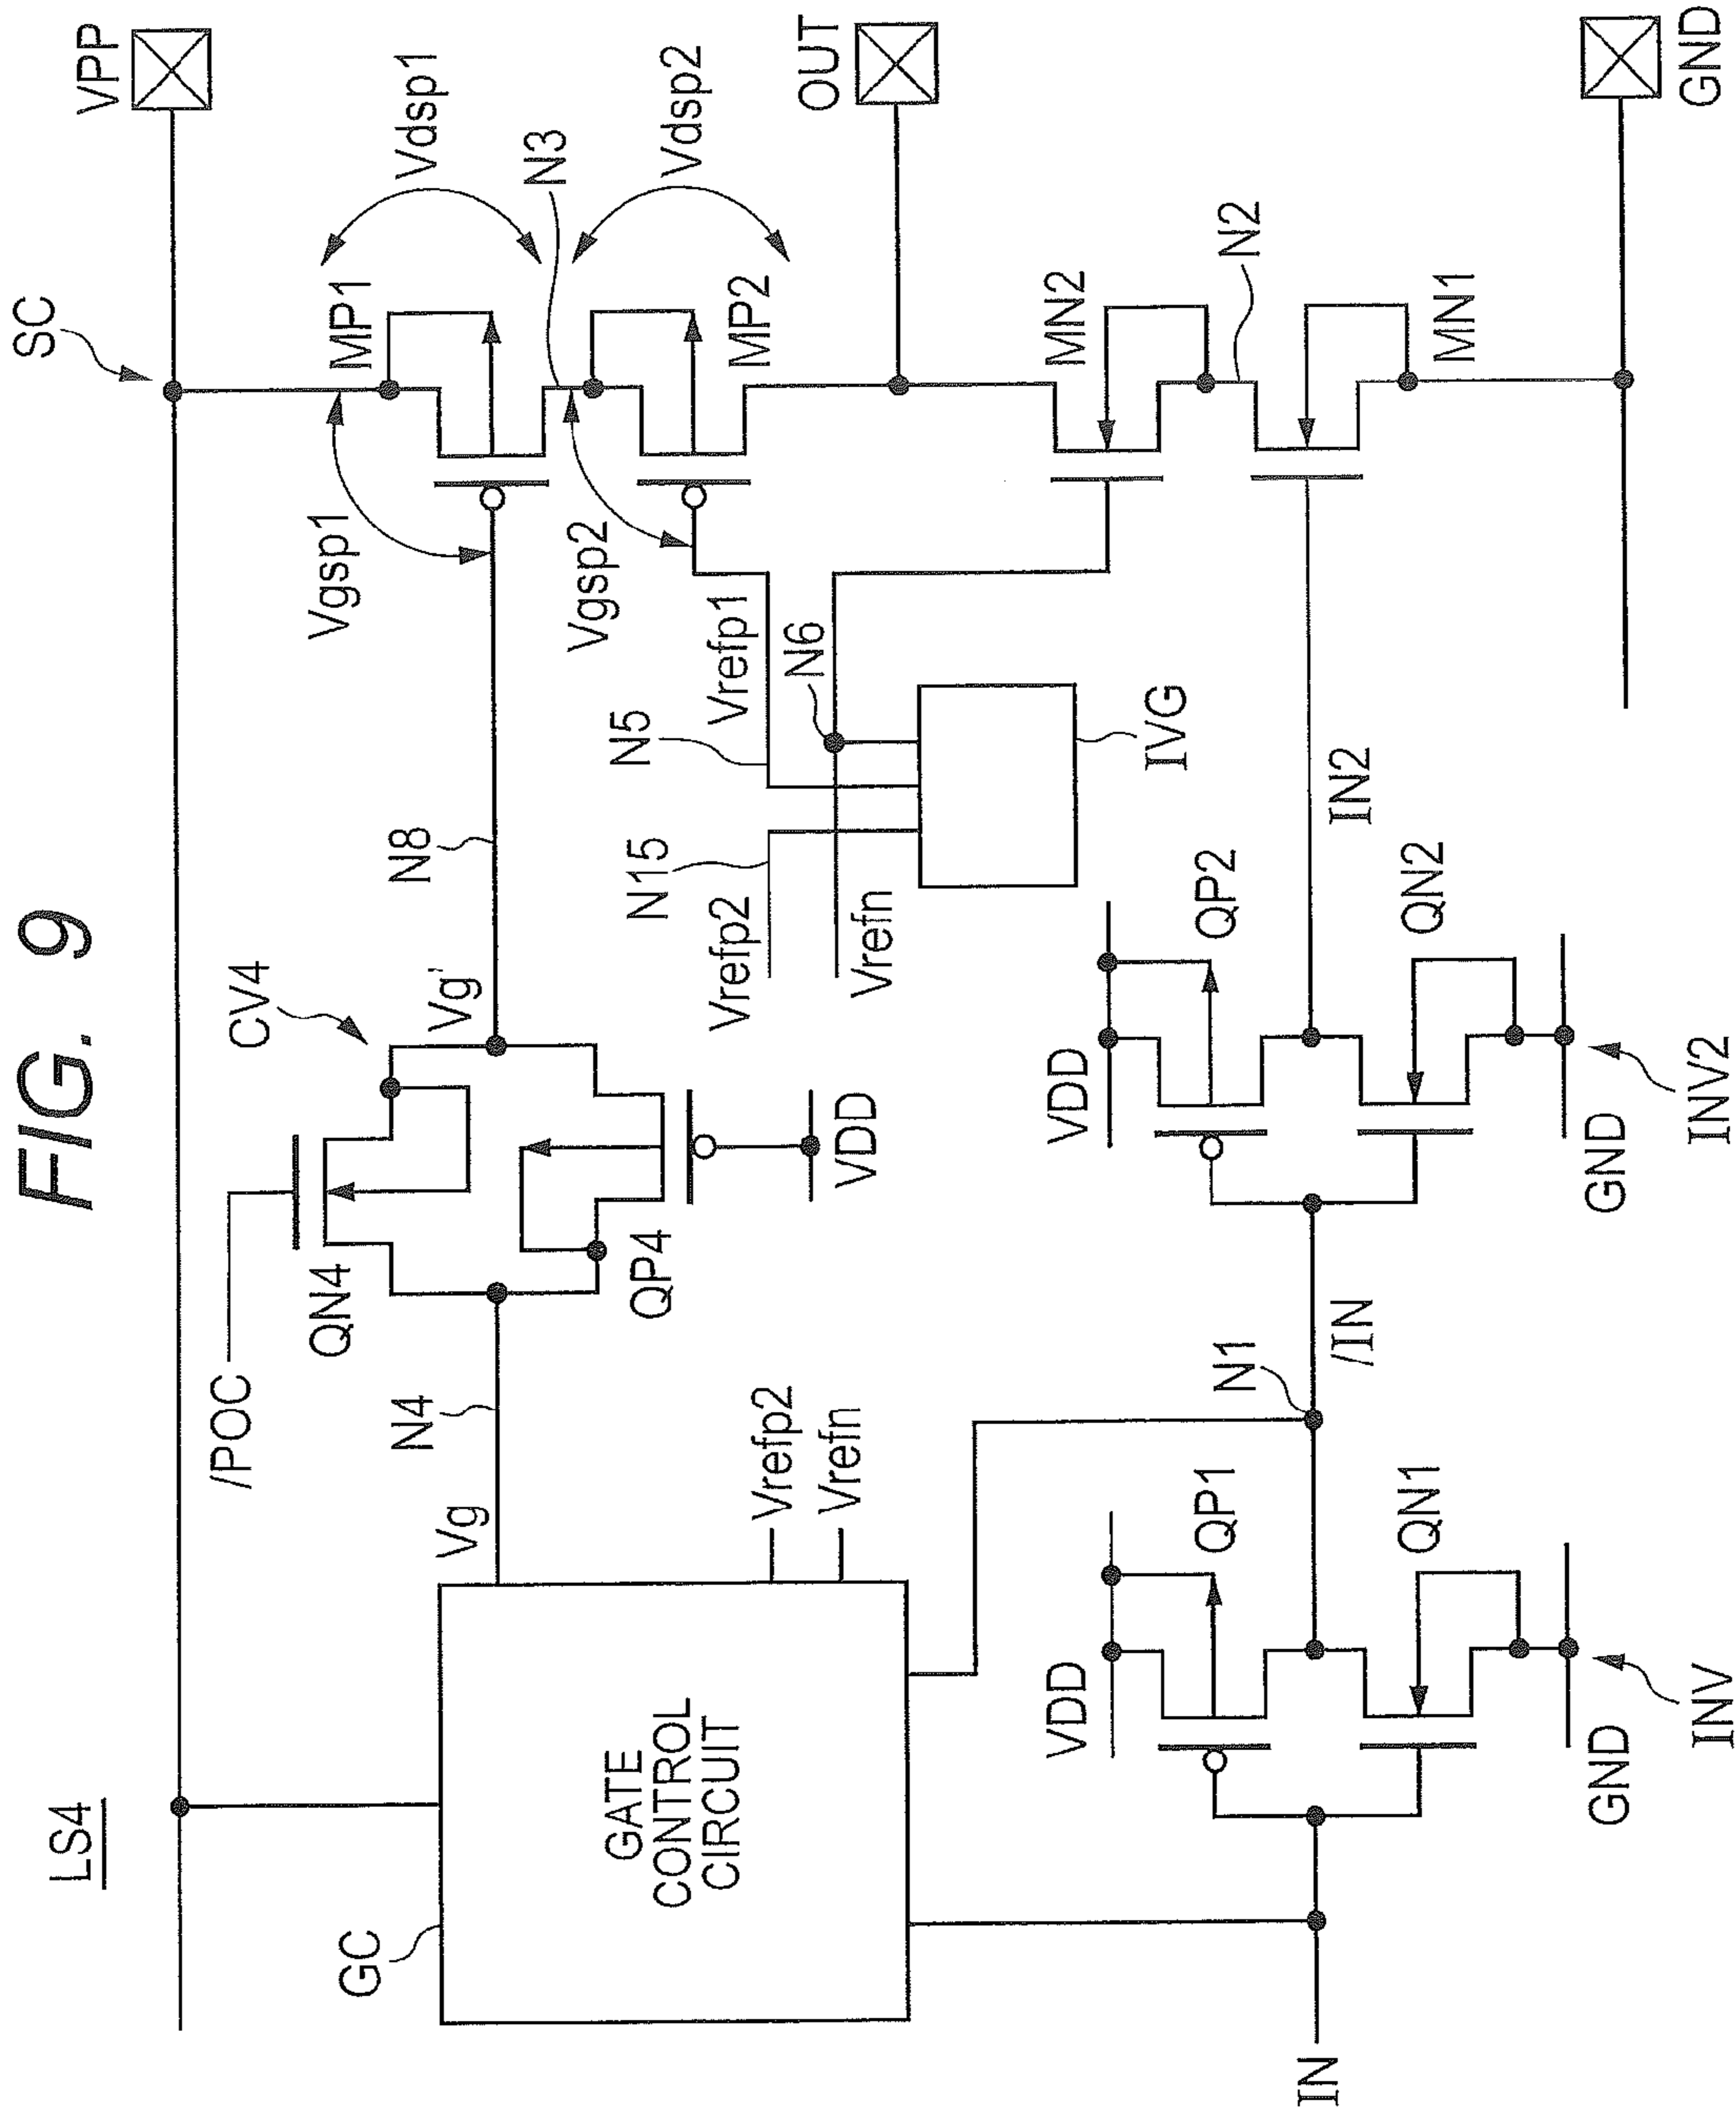 FIG. 9
LS4
SC
VPP
MP1
Vdsp1
Vgsp1
N3
Vdsp2
MP2
Vgsp2
OUT
/POC
CV4
QN4
QP4
VDD
Vg
N4
Vg'
N8
GC
GATE
CONTROL
CIRCUIT
Vrefp2
Vrefn
N15
Vrefp2
Vrefn
N5
Vrefp1
N6
IVG
MN2
N2
MN1
GND
IN
VDD
QP1
QN1
GND
INV
N1
/IN
VDD
QP2
QN2
GND
INV2
IN2